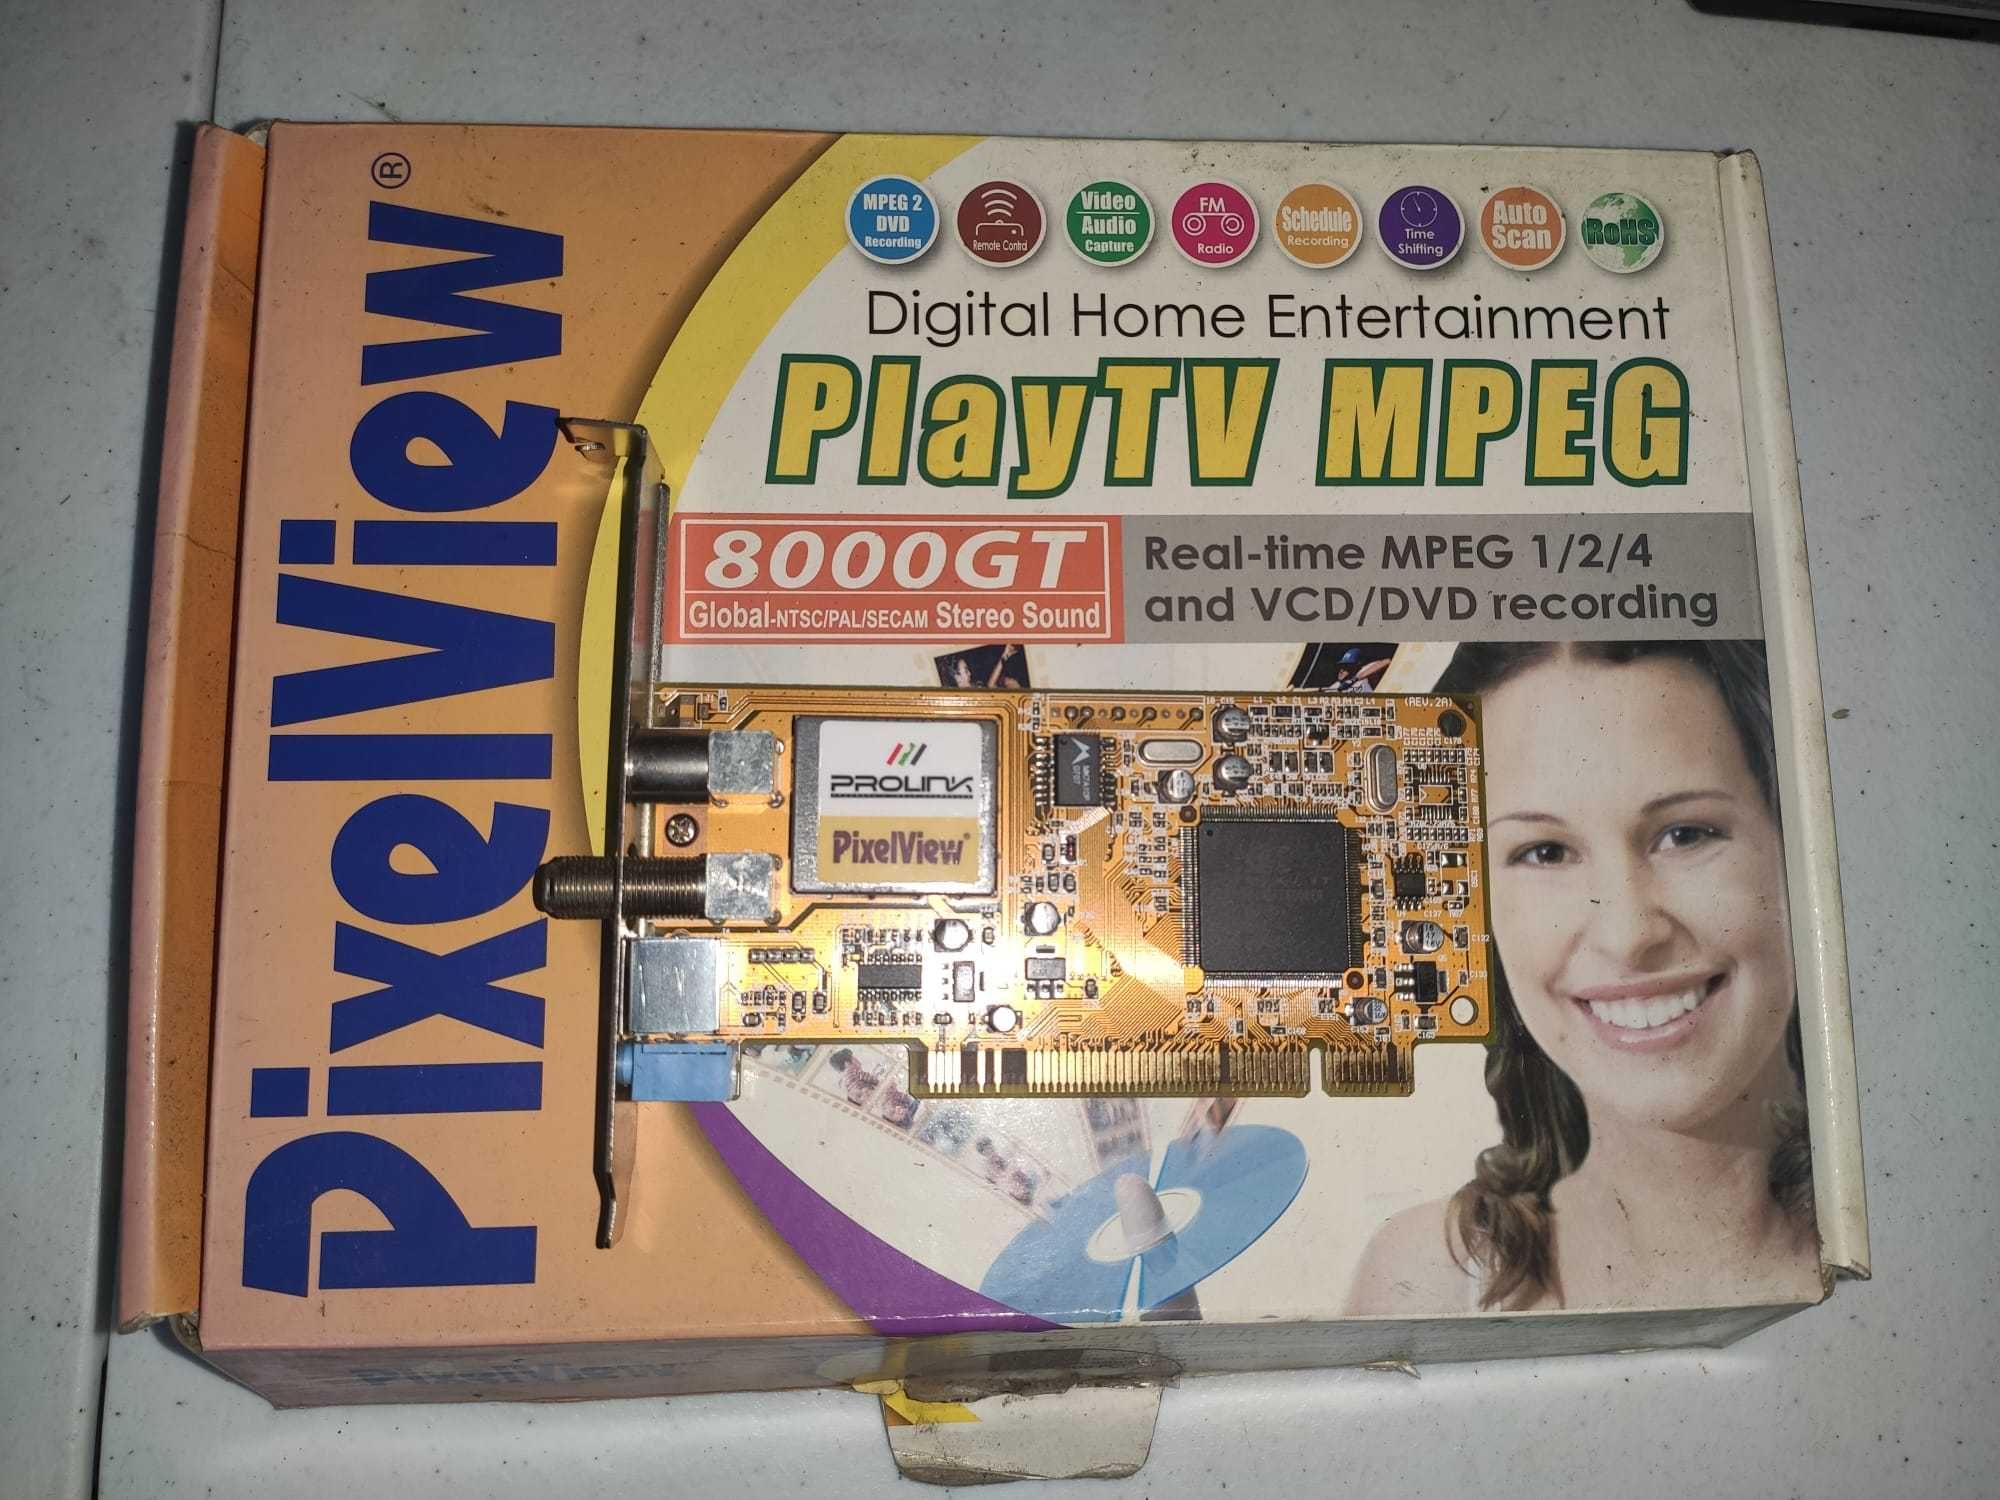 PixelView®
MPEG 2
DVD
Recording
Remote Control
Video
Audio
Capture
FM
Radio
Schedule
Recording
Time
Shifting
Auto
Scan
RoHS
Digital Home Entertainment
PlayTV MPEG
8000GT
Global-NTSC/PAL/SECAM Stereo Sound
Real-time MPEG 1/2/4
and VCD/DVD recording
(REV.2A)
PROLINK
PixelView®
PixelView